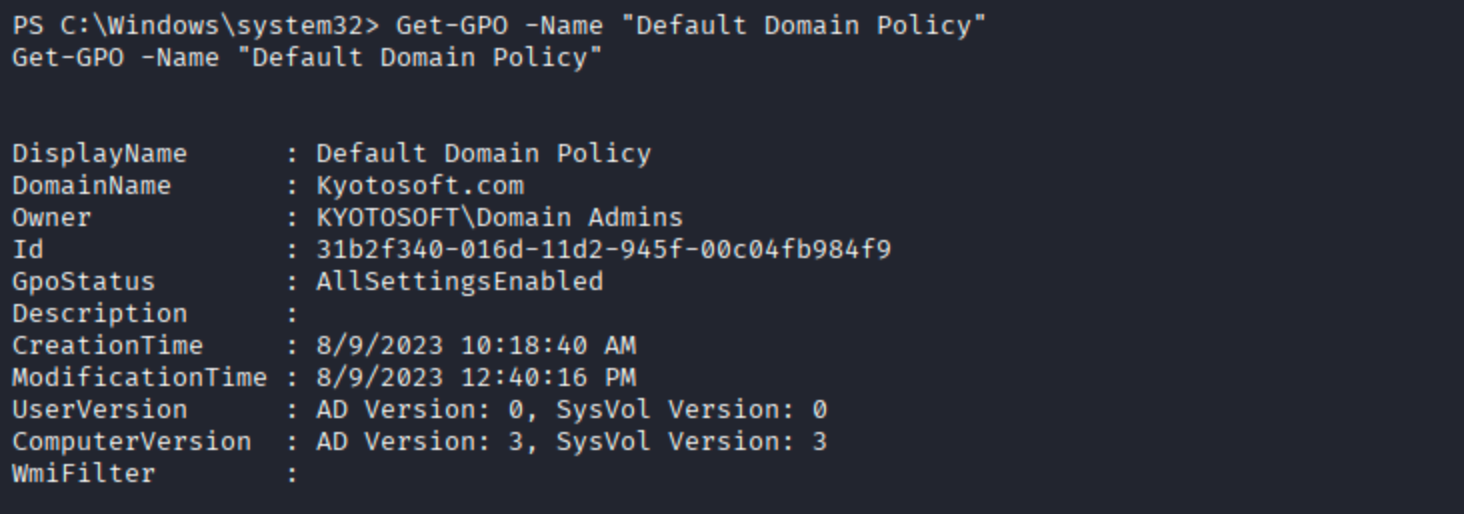 PS C:\Windows\system32> Get-GPO -Name "Default Domain Policy"
Get-GPO -Name "Default Domain Policy"
DisplayName      : Default Domain Policy
DomainName       : Kyotosoft.com
Owner            : KYOTOSOFT\Domain Admins
Id               : 31b2f340-016d-11d2-945f-00c04fb984f9
GpoStatus        : AllSettingsEnabled
Description      :
CreationTime     : 8/9/2023 10:18:40 AM
ModificationTime : 8/9/2023 12:40:16 PM
UserVersion      : AD Version: 0, SysVol Version: 0
ComputerVersion  : AD Version: 3, SysVol Version: 3
WmiFilter        :